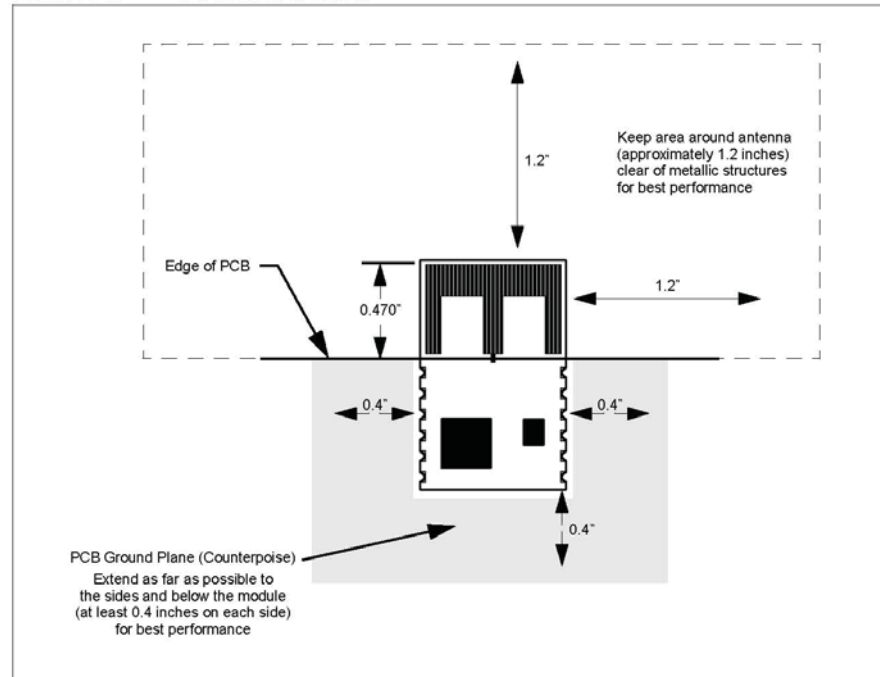 1.2"
Keep area around antenna
(approximately 1.2 inches)
clear of metallic structures
for best performance
Edge of PCB
0.470"
1.2"
0.4"
0.4"
0.4"
PCB Ground Plane (Counterpoise)
Extend as far as possible to
the sides and below the module
(at least 0.4 inches on each side)
for best performance